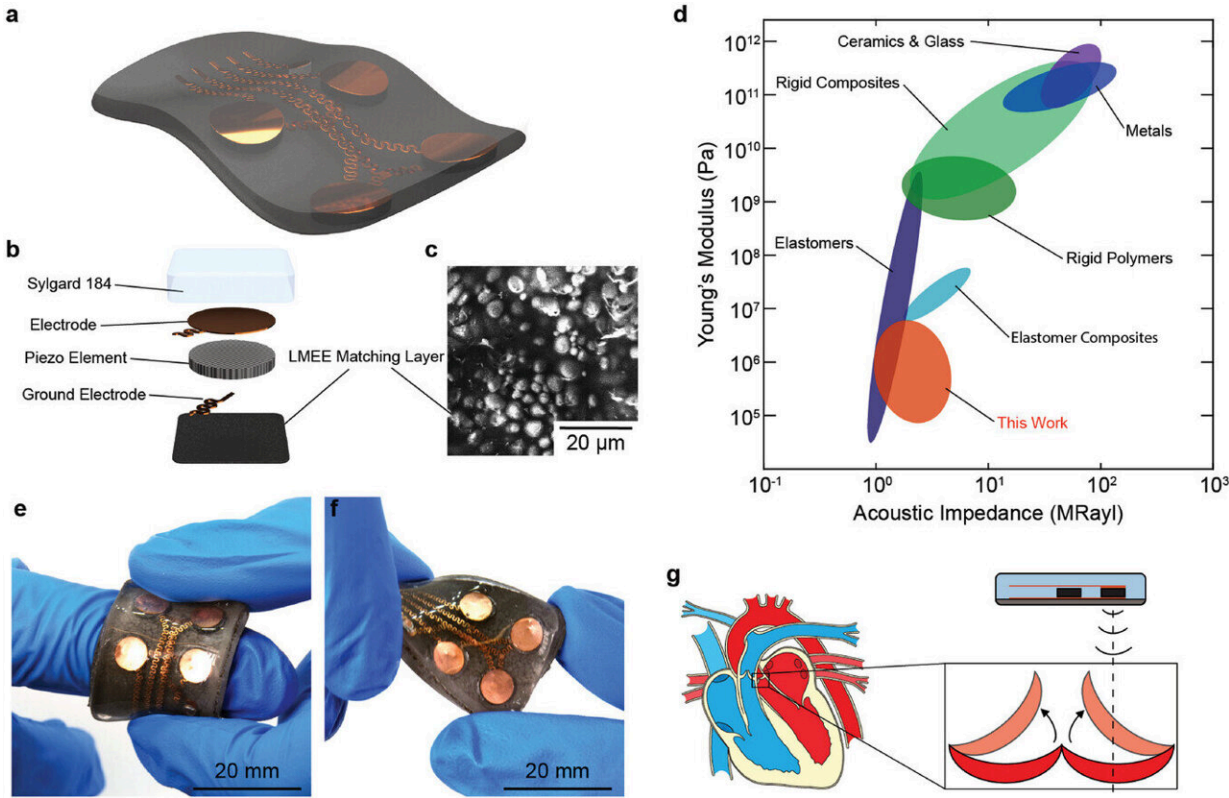 a
b
Sylgard 184
Electrode
Piezo Element
Ground Electrode
LMEE Matching Layer
c
20 µm
d
Young's Modulus (Pa)
10¹²
10¹¹
10¹⁰
10⁹
10⁸
10⁷
10⁶
10⁵
Ceramics & Glass
Rigid Composites
Metals
Elastomers
Rigid Polymers
Elastomer Composites
This Work
10⁻¹ 10⁰ 10¹ 10² 10³
Acoustic Impedance (MRayl)
e
20 mm
f
20 mm
g